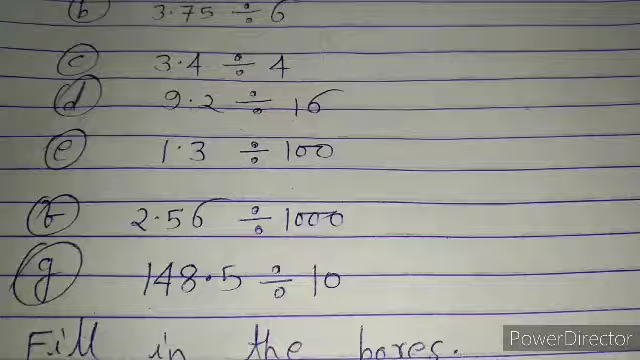 (b) 3.75 ÷ 6
(c) 3.4 ÷ 4
(d) 9.2 ÷ 16
(e) 1.3 ÷ 100
(f) 2.56 ÷ 1000
(g) 148.5 ÷ 10
Fill in the boxes.
PowerDirector